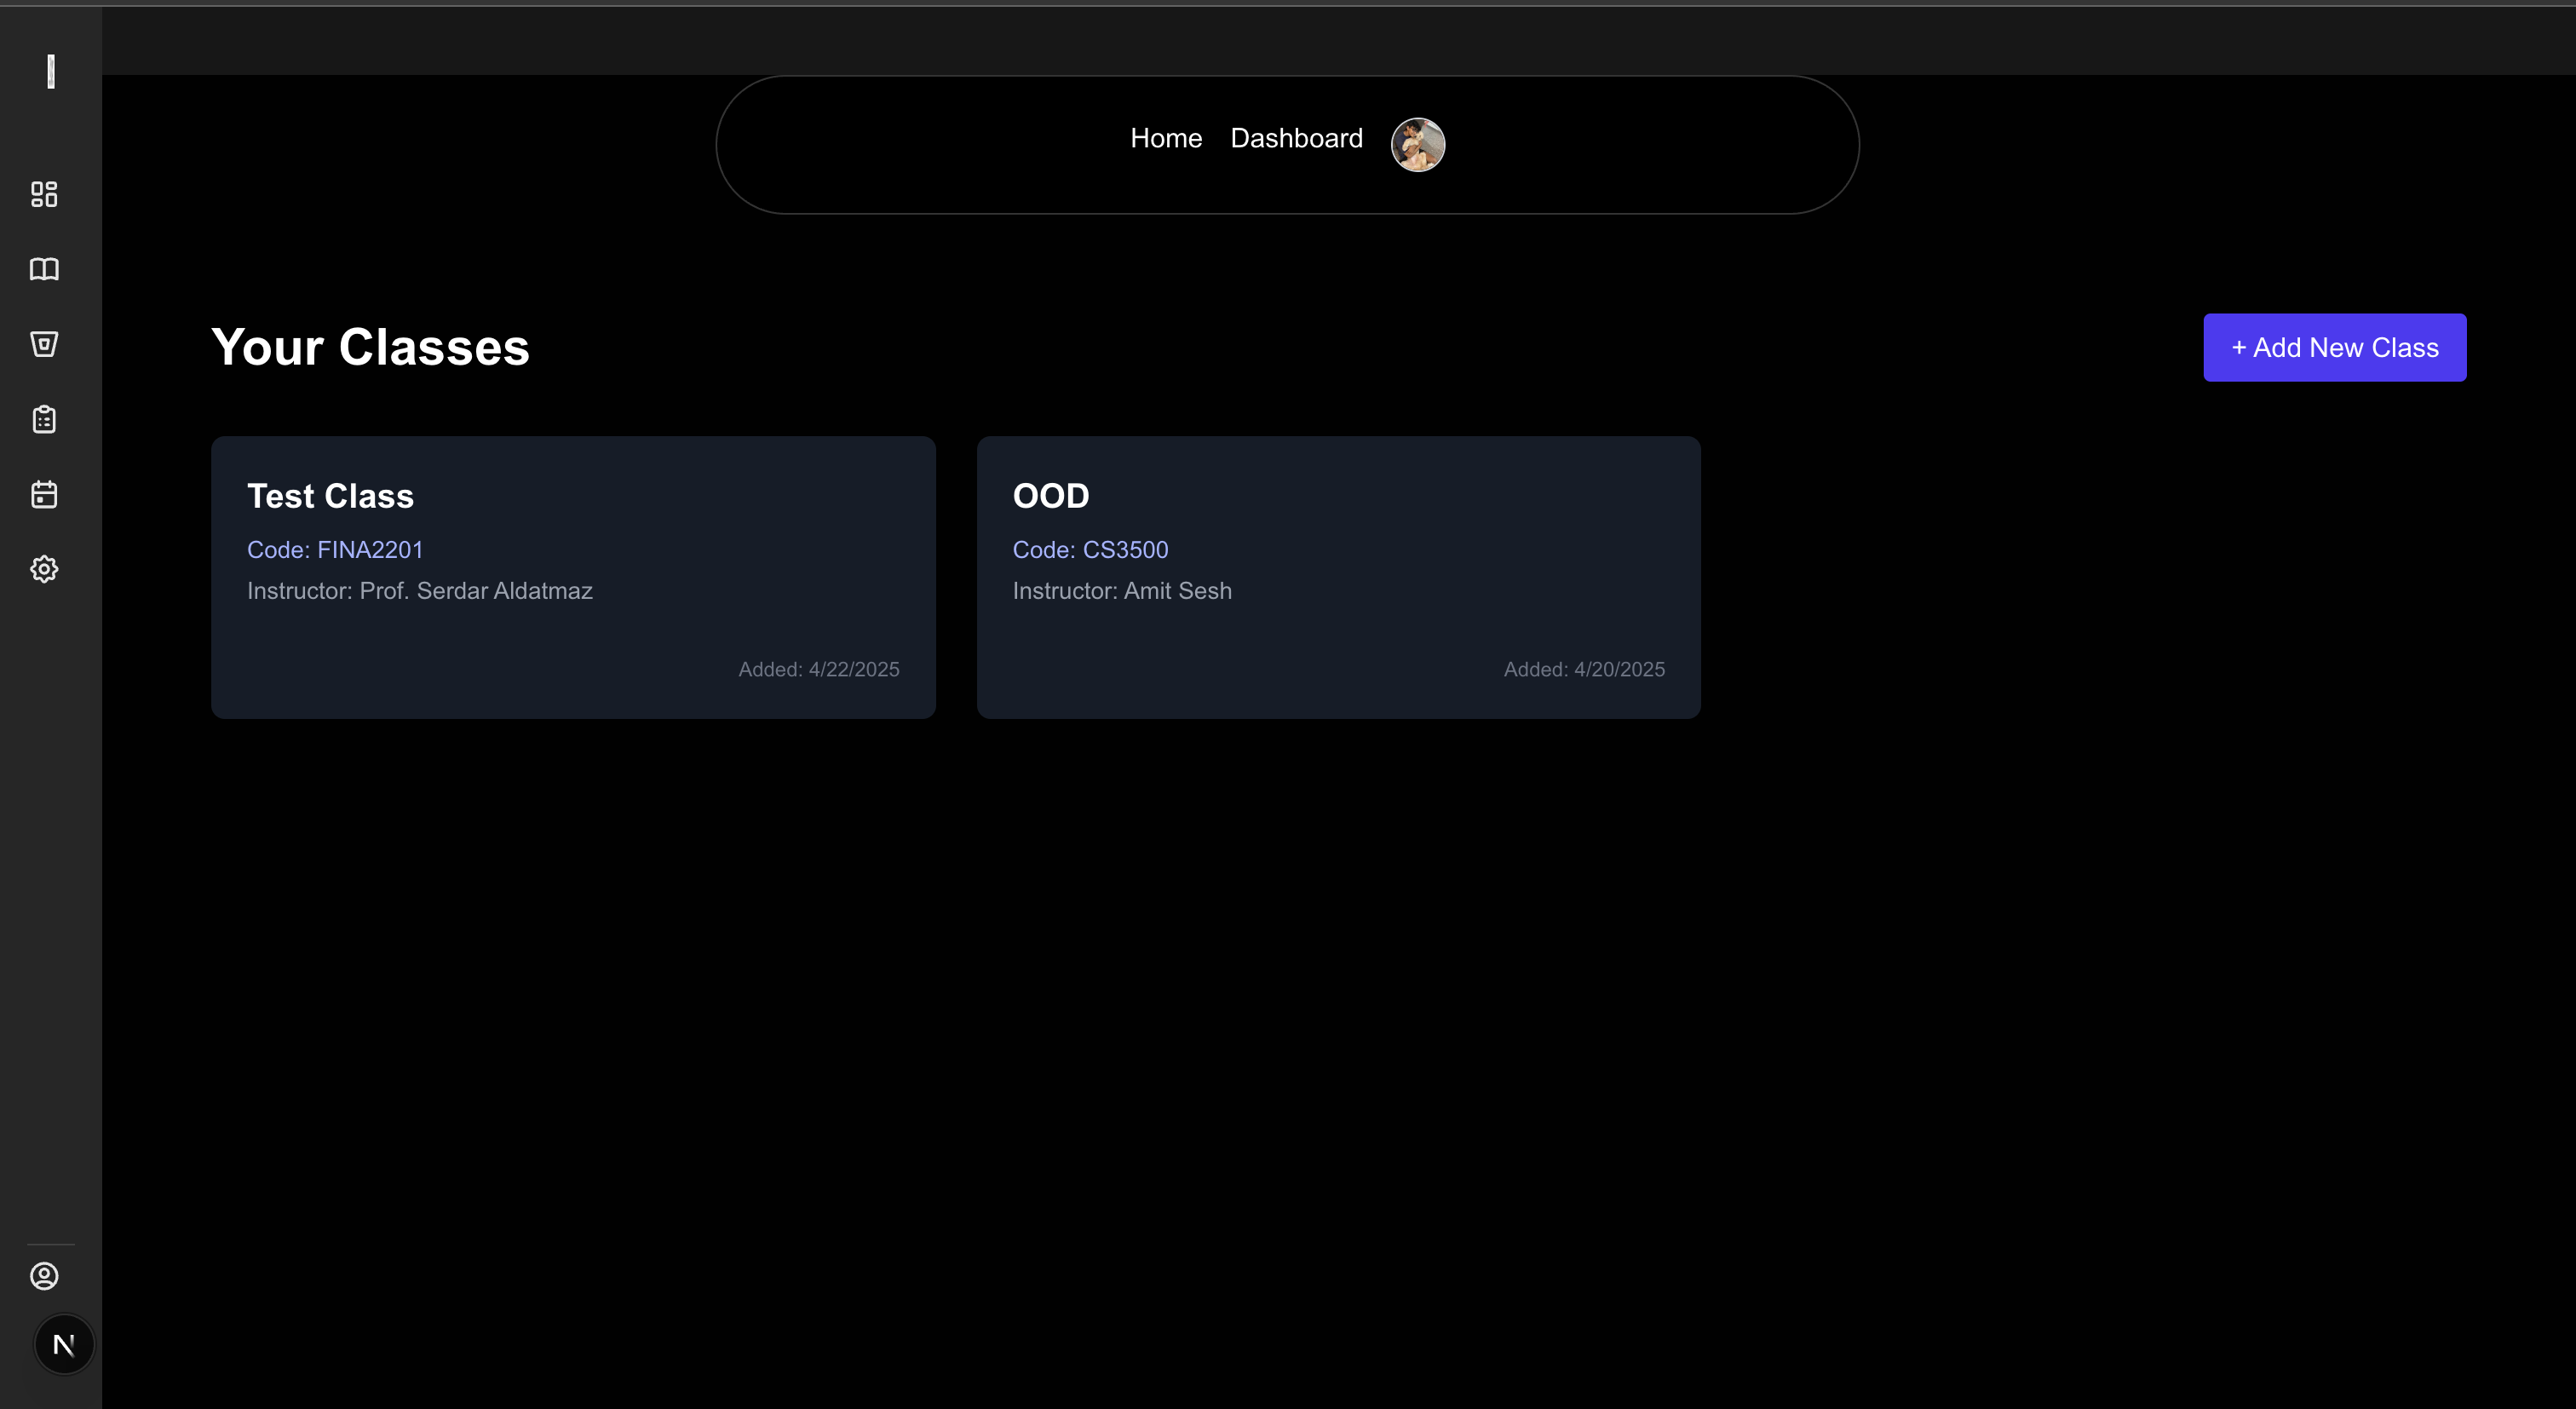 Home Dashboard
Your Classes
+ Add New Class
Test Class
Code: FINA2201
Instructor: Prof. Serdar Aldatmaz
Added: 4/22/2025
OOD
Code: CS3500
Instructor: Amit Sesh
Added: 4/20/2025
N